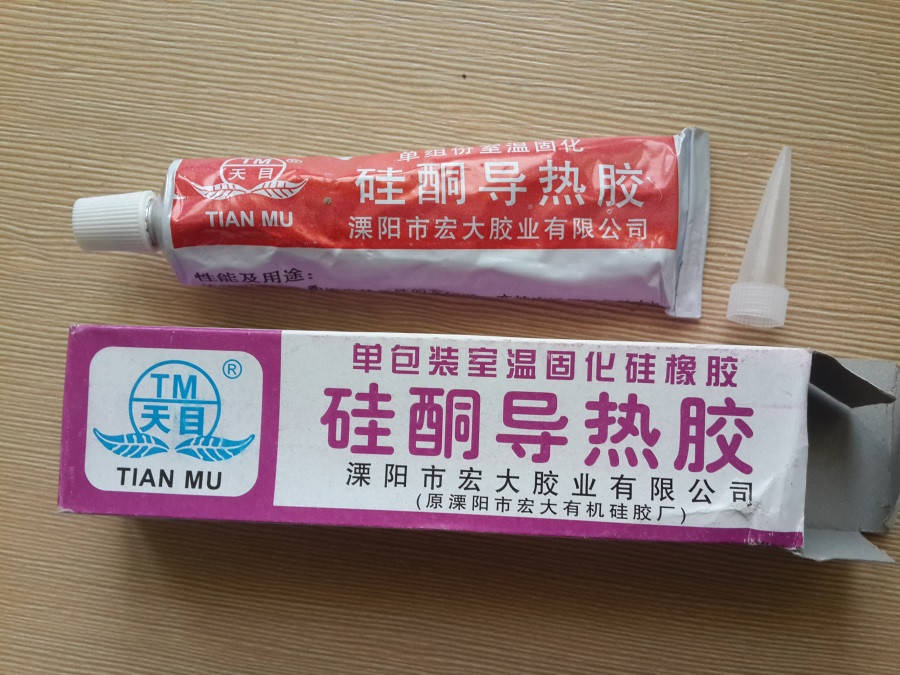 单组份室温固化
TM
®
天目
硅酮导热胶
TIAN MU
溧阳市宏大胶业有限公司
性能及用途:
单包装室温固化硅橡胶
TM
®
天目
硅酮导热胶
TIAN MU
溧阳市宏大胶业有限公司
(原溧阳市宏大有机硅胶厂)